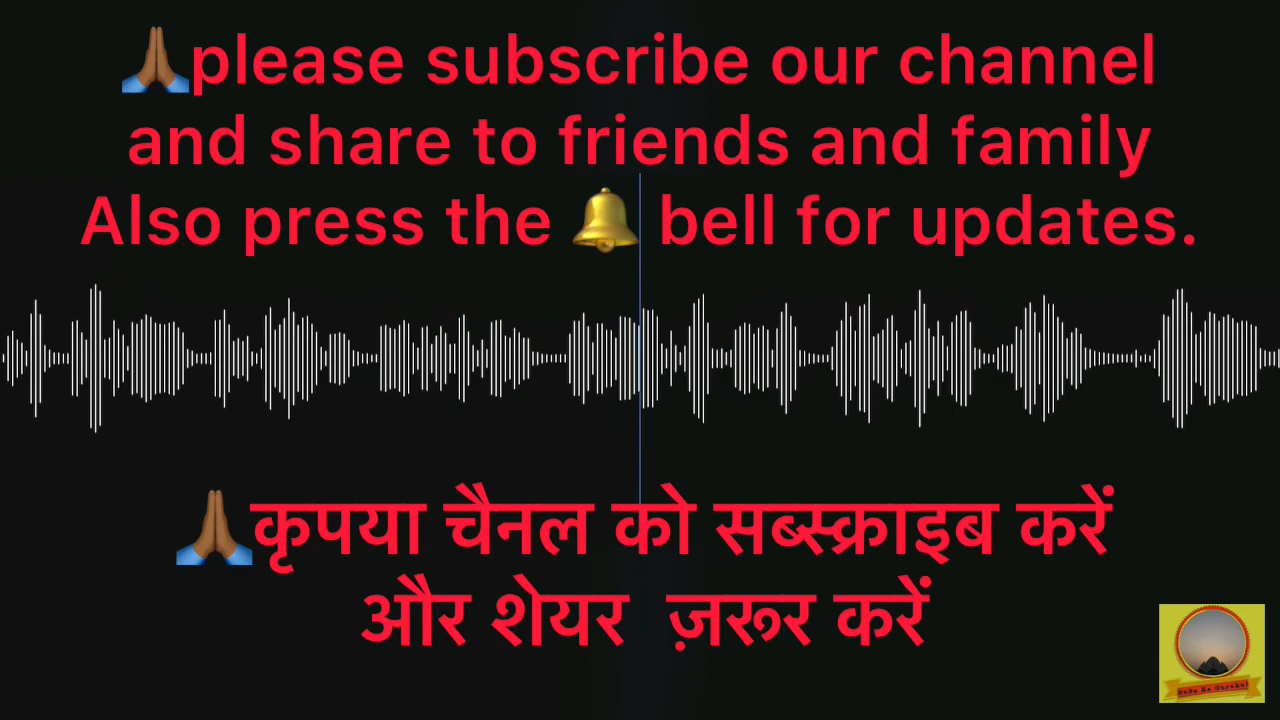 🙏🏾please subscribe our channel
and share to friends and family
Also press the 🔔 bell for updates.
🙏🏾कृपया चैनल को सब्स्क्राइब करें
और शेयर ज़रूर करें